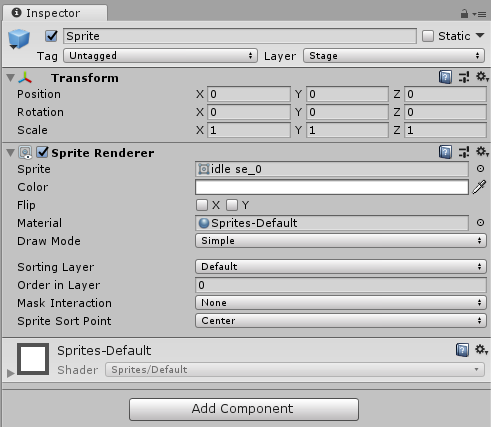 Inspector
Sprite Static
Tag Untagged Layer Stage
Transform
Position X 0 Y 0 Z 0
Rotation X 0 Y 0 Z 0
Scale X 1 Y 1 Z 1
Sprite Renderer
Sprite idle se_0
Color
Flip X Y
Material Sprites-Default
Draw Mode Simple
Sorting Layer Default
Order in Layer 0
Mask Interaction None
Sprite Sort Point Center
Sprites-Default
Shader Sprites/Default
Add Component